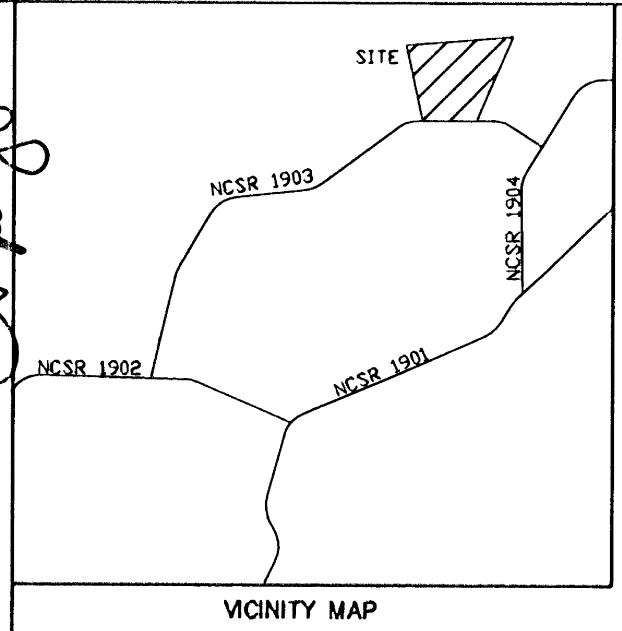 SITE
NCSR 1903
NCSR 1904
NCSR 1902
NCSR 1901
VICINITY MAP